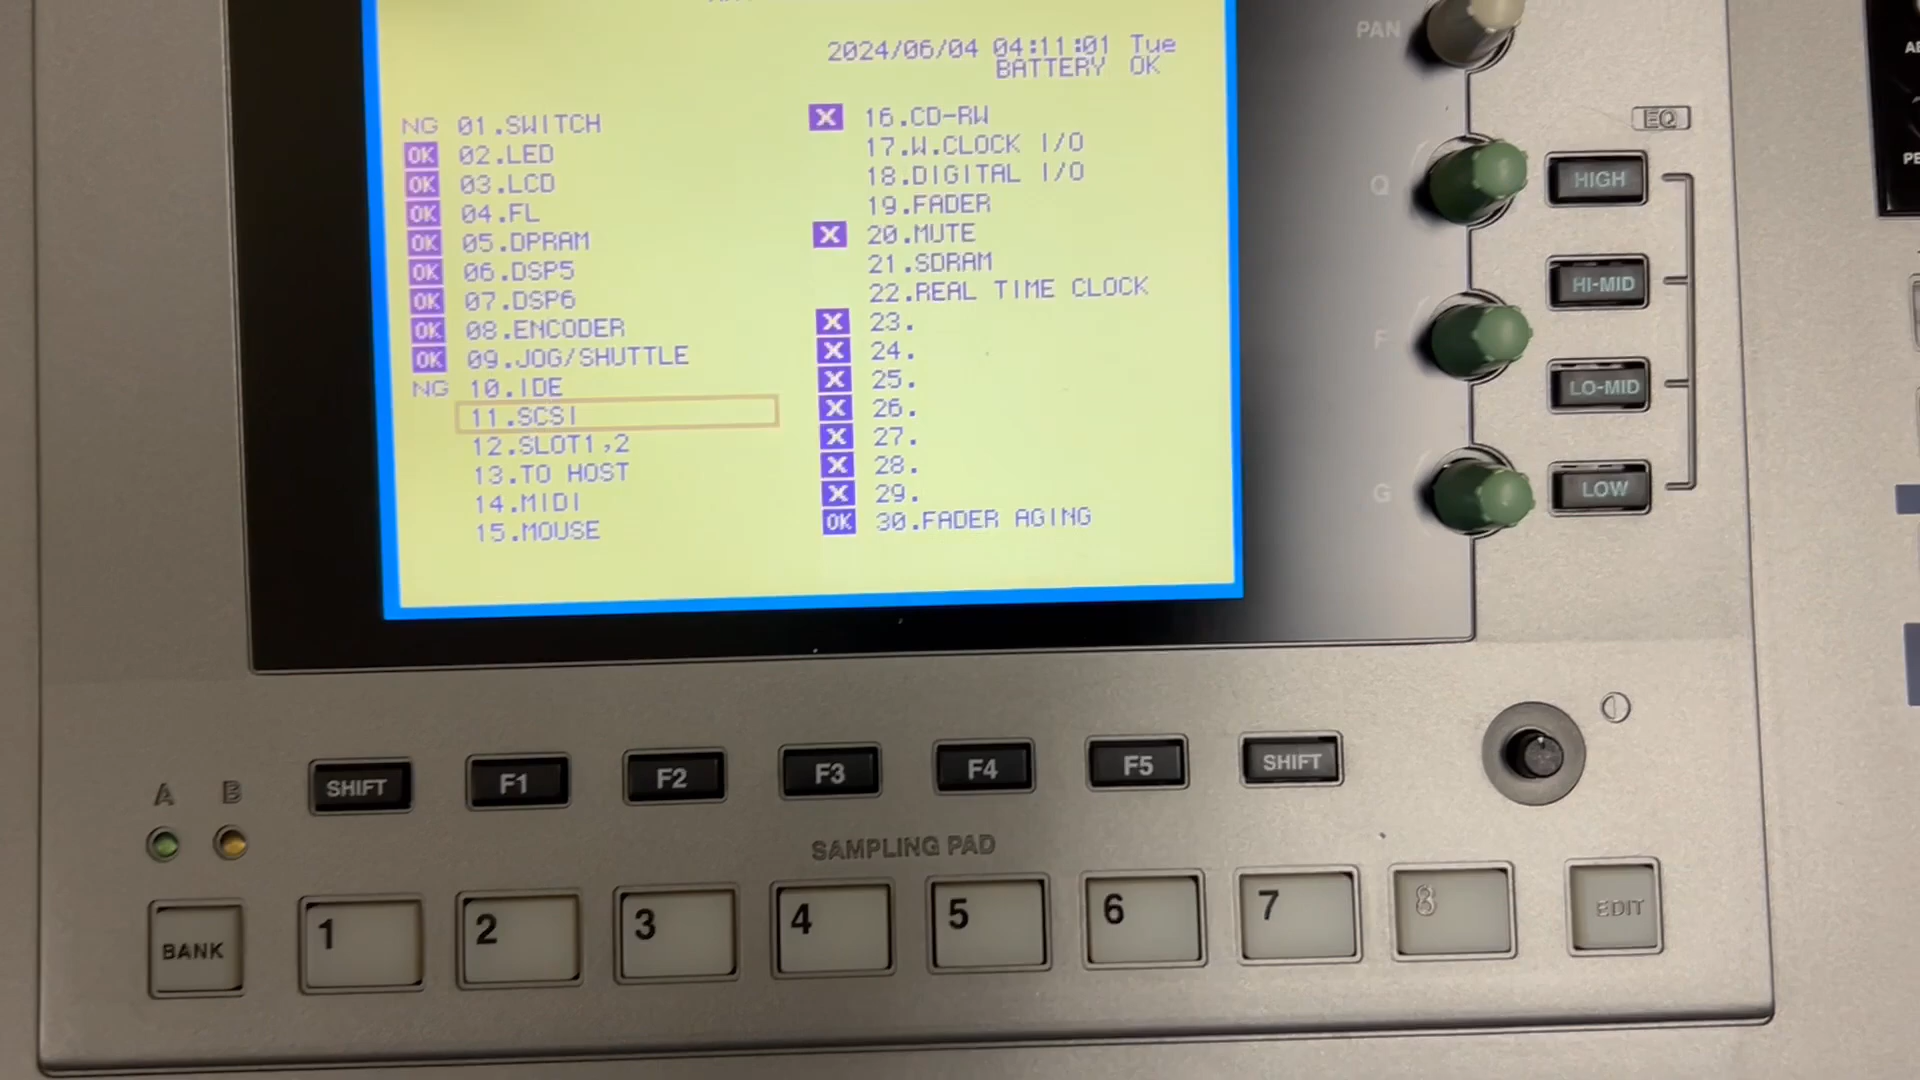 2024/06/04 04:11:01 Tue
BATTERY OK
NG 01.SWITCH
OK 02.LED
OK 03.LCD
OK 04.FL
OK 05.DPRAM
OK 06.DSP5
OK 07.DSP6
OK 08.ENCODER
OK 09.JOG/SHUTTLE
NG 10.IDE
11.SCSI
12.SLOT1,2
13.TO HOST
14.MIDI
15.MOUSE
X 16.CD-RW
17.W.CLOCK I/O
18.DIGITAL I/O
19.FADER
X 20.MUTE
21.SDRAM
22.REAL TIME CLOCK
X 23.
X 24.
X 25.
X 26.
X 27.
X 28.
X 29.
OK 30.FADER AGING
PAN
EQ
Q
HIGH
HI-MID
F
LO-MID
G
LOW
A B
SHIFT F1 F2 F3 F4 F5 SHIFT
SAMPLING PAD
BANK 1 2 3 4 5 6 7 8 EDIT